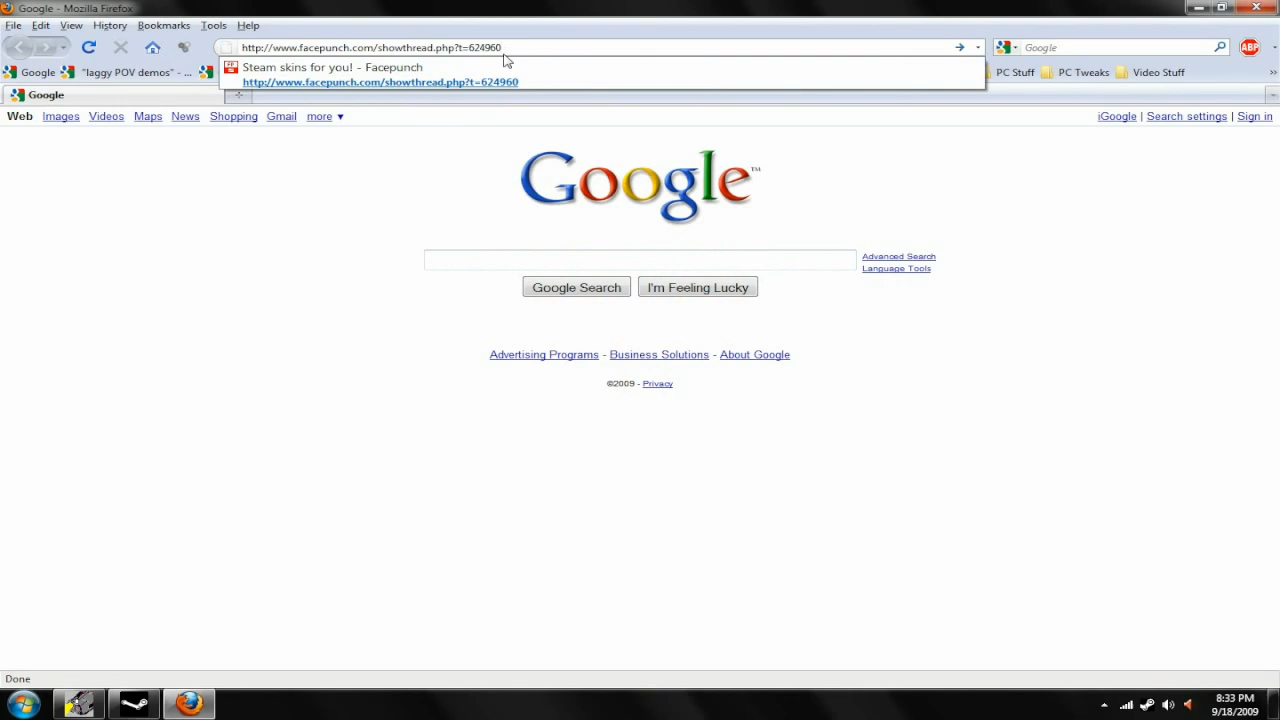 Google - Mozilla Firefox
File Edit View History Bookmarks Tools Help
http://www.facepunch.com/showthread.php?t=624960
Google
ABP
Steam skins for you! - Facepunch
http://www.facepunch.com/showthread.php?t=624960
Google "laggy POV demos" - ... PC Stuff PC Tweaks Video Stuff »
Google
Web Images Videos Maps News Shopping Gmail more ▼ iGoogle | Search settings | Sign in
Google™
Advanced Search
Language Tools
Google Search I'm Feeling Lucky
Advertising Programs - Business Solutions - About Google
©2009 - Privacy
Done
8:33 PM
9/18/2009